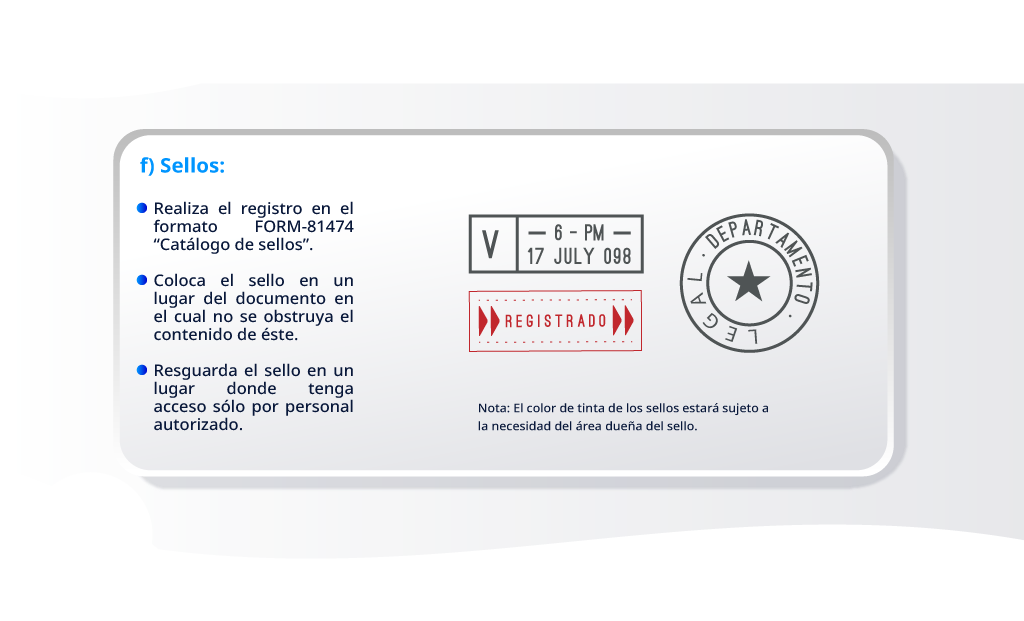 f) Sellos:
Realiza el registro en el
formato FORM-81474
“Catálogo de sellos”.
Coloca el sello en un
lugar del documento en
el cual no se obstruya el
contenido de éste.
Resguarda el sello en un
lugar donde tenga
acceso sólo por personal
autorizado.
V
— 6 - PM —
17 JULY 098
REGISTRADO
· DEPARTAMENTO ·
LEGAL
Nota: El color de tinta de los sellos estará sujeto a
la necesidad del área dueña del sello.